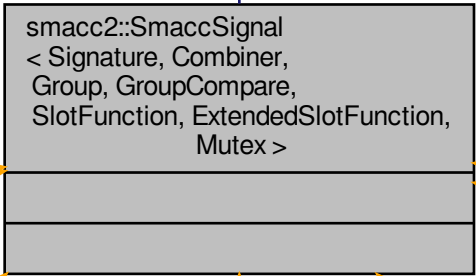 smacc2::SmaccSignal
< Signature, Combiner,
Group, GroupCompare,
SlotFunction, ExtendedSlotFunction,
Mutex >